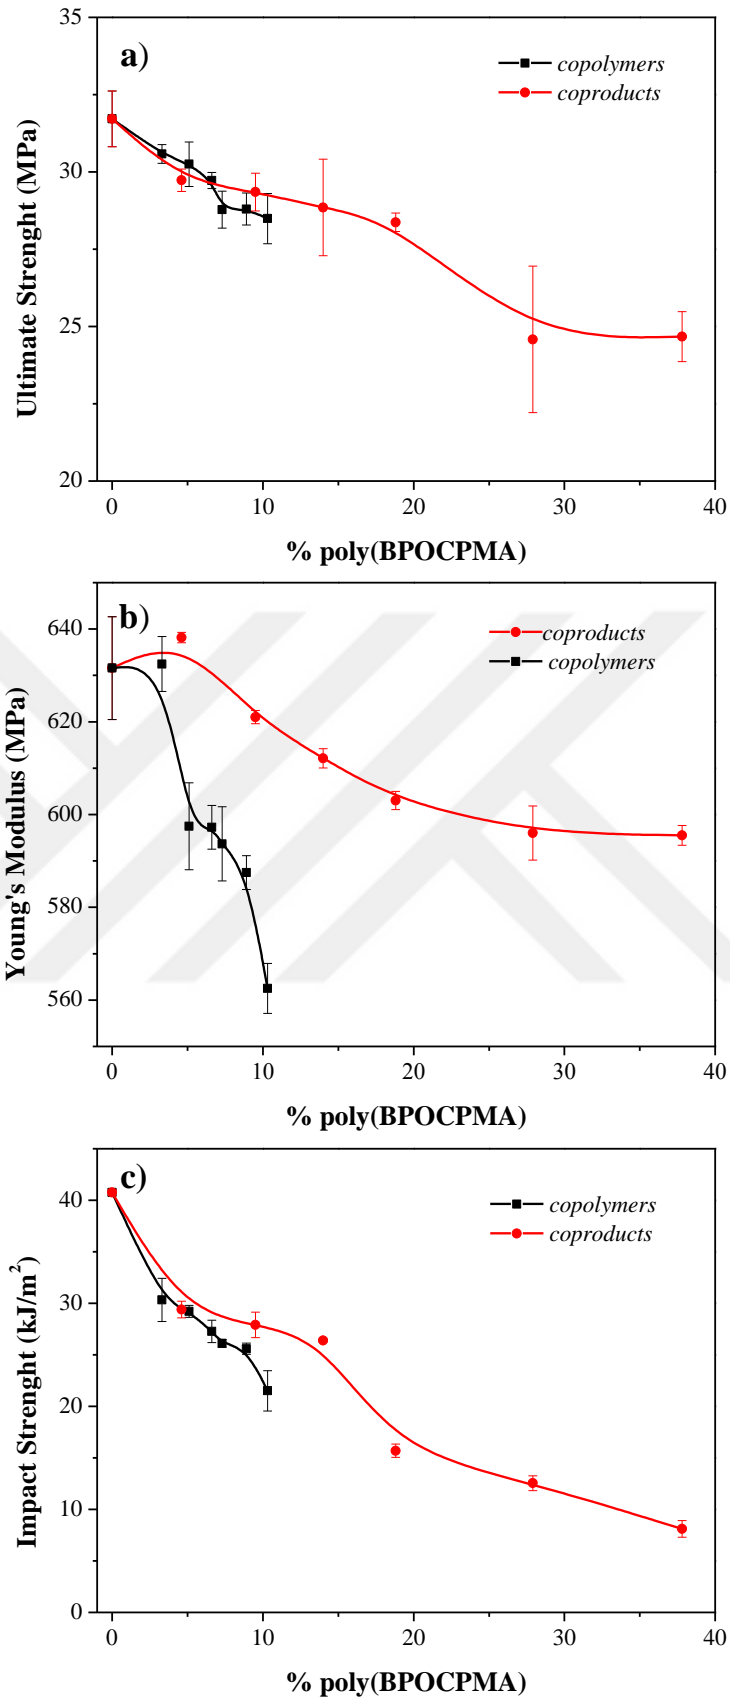 a)
copolymers
coproducts
Ultimate Strenght (MPa)
35
30
25
20
0 10 20 30 40
% poly(BPOCPMA)
b)
coproducts
copolymers
Young's Modulus (MPa)
640
620
600
580
560
0 10 20 30 40
% poly(BPOCPMA)
c)
copolymers
coproducts
Impact Strenght (kJ/m²)
40
30
20
10
0
0 10 20 30 40
% poly(BPOCPMA)